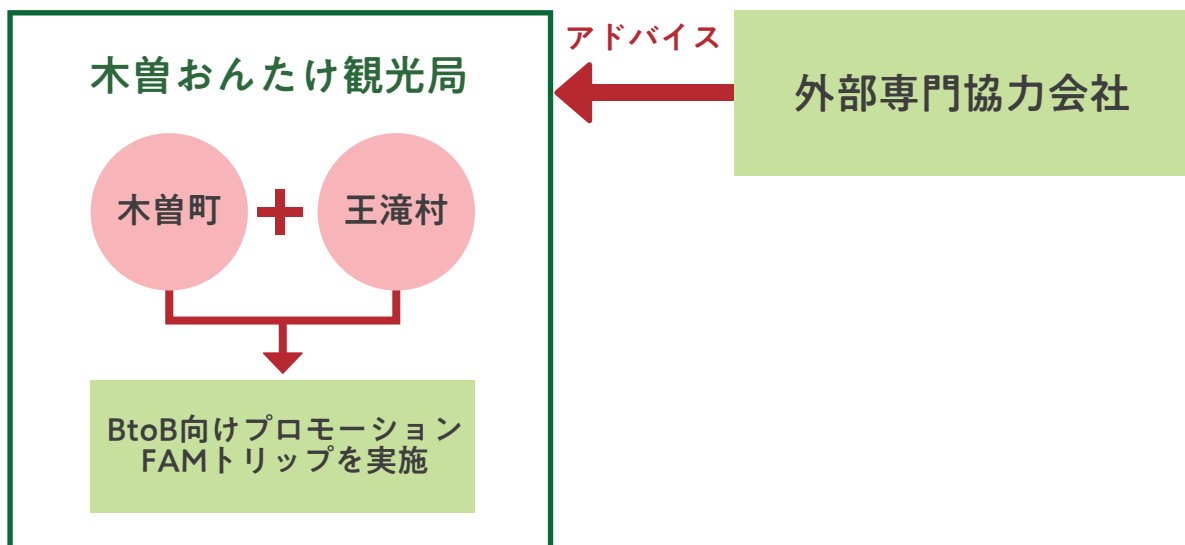 木曽おんたけ観光局
アドバイス
外部専門協力会社
木曽町
王滝村
BtoB向けプロモーション
FAMトリップを実施